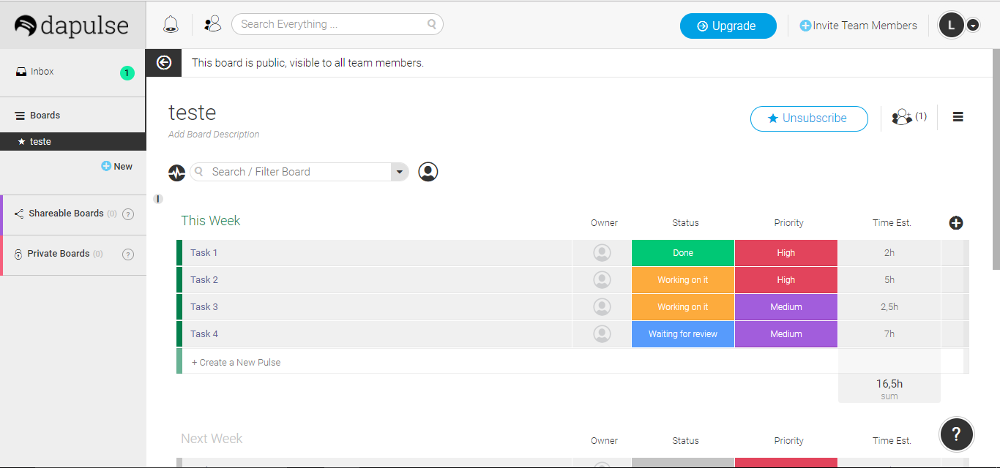 dapulse
Search Everything ...
Upgrade
Invite Team Members
L
Inbox
1
This board is public, visible to all team members.
Boards
teste
New
Shareable Boards (0) ?
Private Boards (0) ?
teste
Unsubscribe
(1)
Add Board Description
Search / Filter Board
This Week Owner Status Priority Time Est.
Task 1 Done High 2h
Task 2 Working on it High 5h
Task 3 Working on it Medium 2,5h
Task 4 Waiting for review Medium 7h
+ Create a New Pulse
16,5h
sum
Next Week Owner Status Priority Time Est.
?